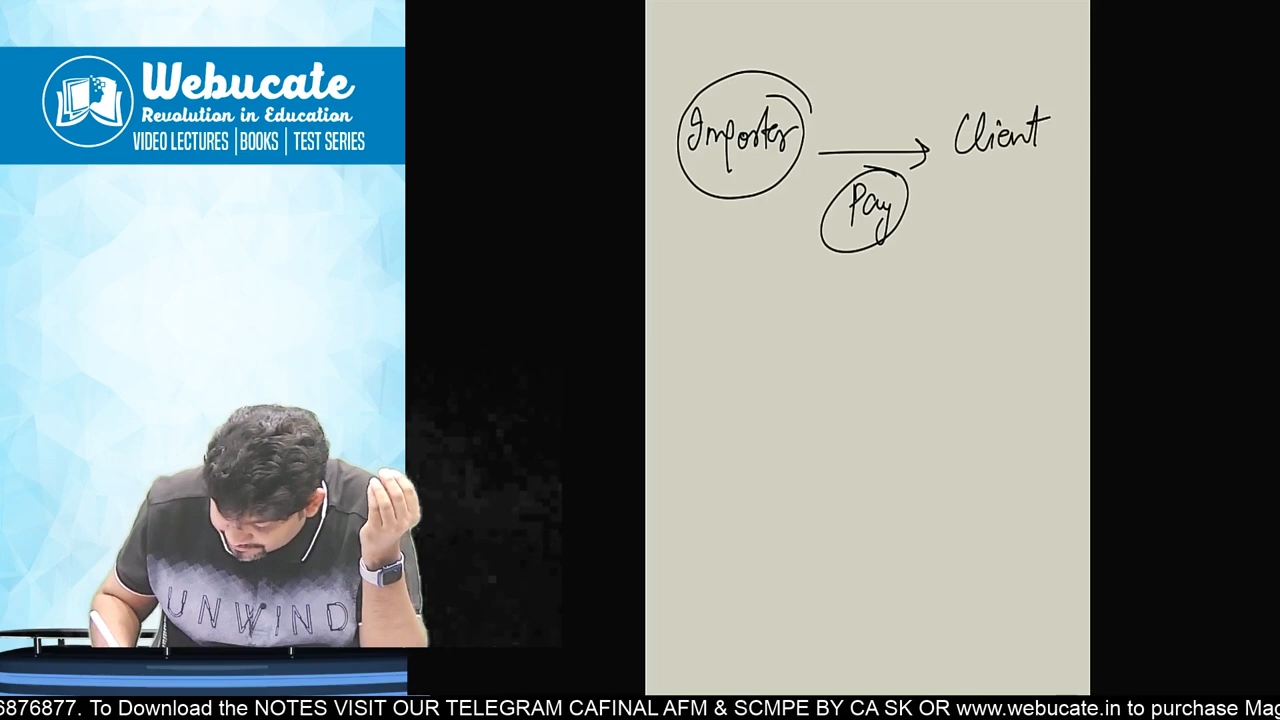 Webucate
Revolution in Education
VIDEO LECTURES | BOOKS | TEST SERIES
Importer
Client
Pay
UNWIND
6876877. To Download the NOTES VISIT OUR TELEGRAM CAFINAL AFM & SCMPE BY CA SK OR www.webucate.in to purchase Mag